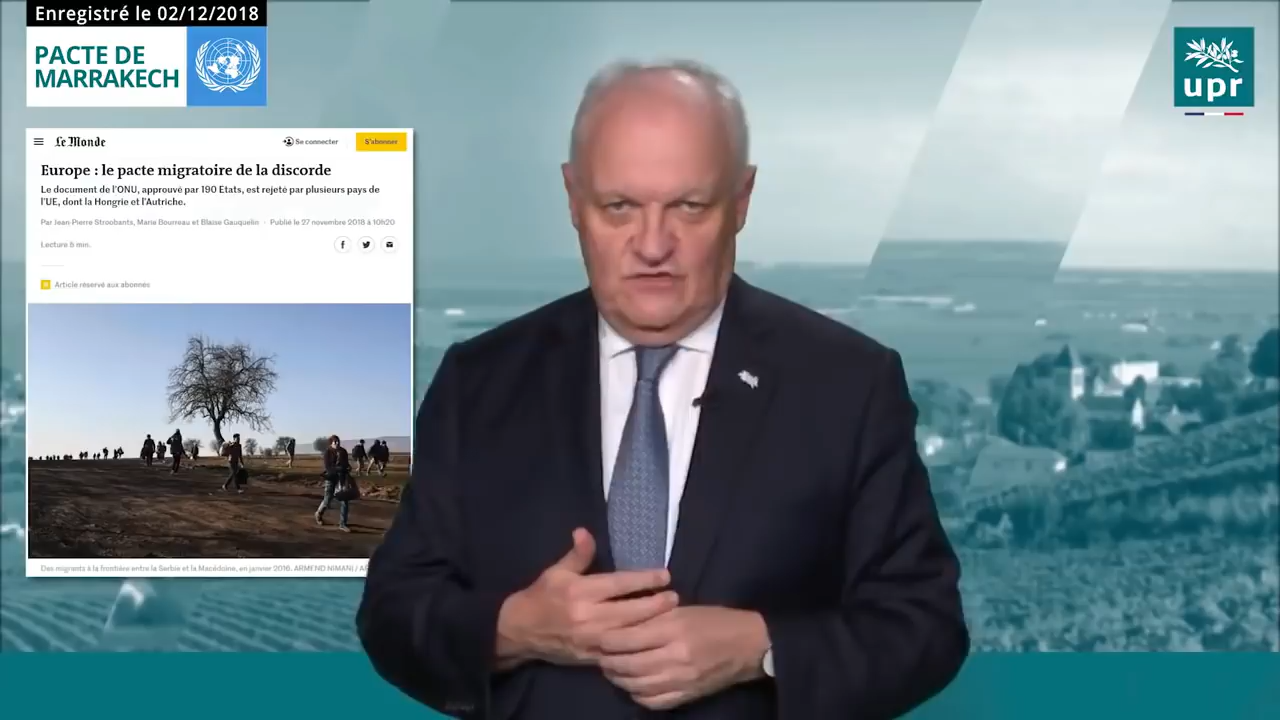 Enregistré le 02/12/2018
PACTE DE
MARRAKECH
upr
Le Monde
Se connecter
S'abonner
Europe : le pacte migratoire de la discorde
Le document de l'ONU, approuvé par 190 Etats, est rejeté par plusieurs pays de
l'UE, dont la Hongrie et l'Autriche.
Par Jean-Pierre Stroobants, Marie Bourreau et Blaise Gauquelin · Publié le 27 novembre 2018 à 10h20
Lecture 6 min.
Article réservé aux abonnés
Des migrants à la frontière entre la Serbie et la Macédoine, en janvier 2016. ARMEND NIMANI / AF